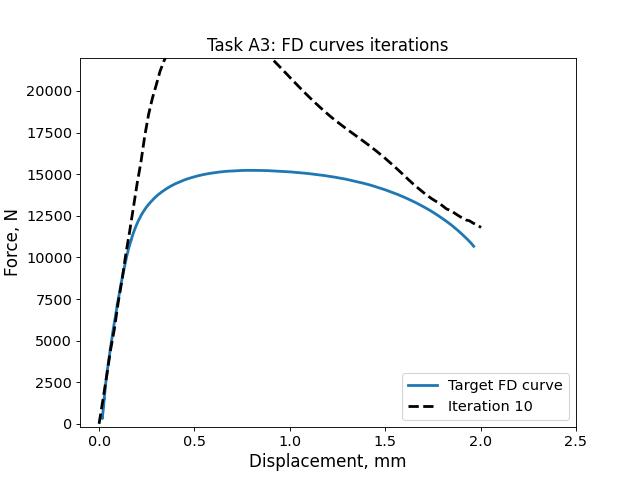 Task A3: FD curves iterations
Force, N
20000
17500
15000
12500
10000
7500
5000
2500
0
0.0 0.5 1.0 1.5 2.0 2.5
Displacement, mm
Target FD curve
Iteration 10